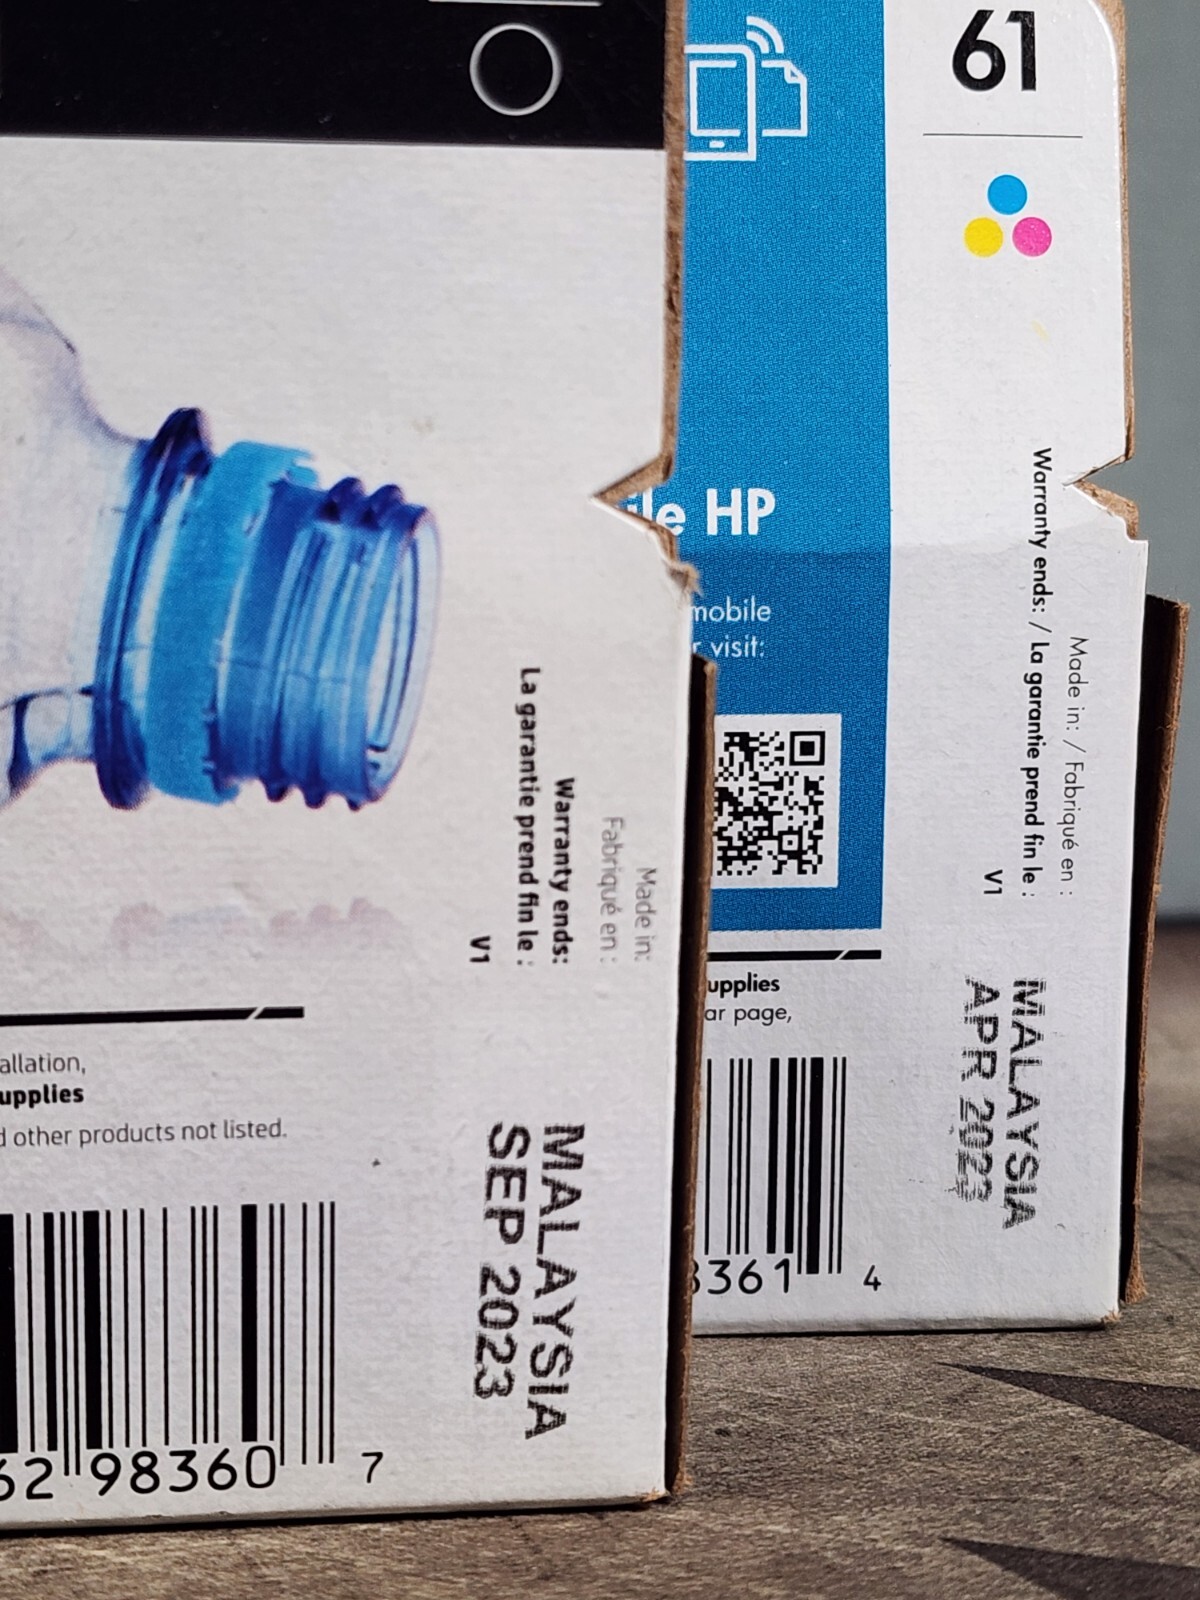 La garantie prend fin le :
Warranty ends:
Fabriqué en :
Made in:
V1
MALAYSIA
SEP 2023
allation,
upplies
d other products not listed.
62 98360 7
61
le HP
mobile
r visit:
Warranty ends: / La garantie prend fin le :
Made in: / Fabriqué en :
V1
MALAYSIA
APR 2023
upplies
ar page,
8361 4